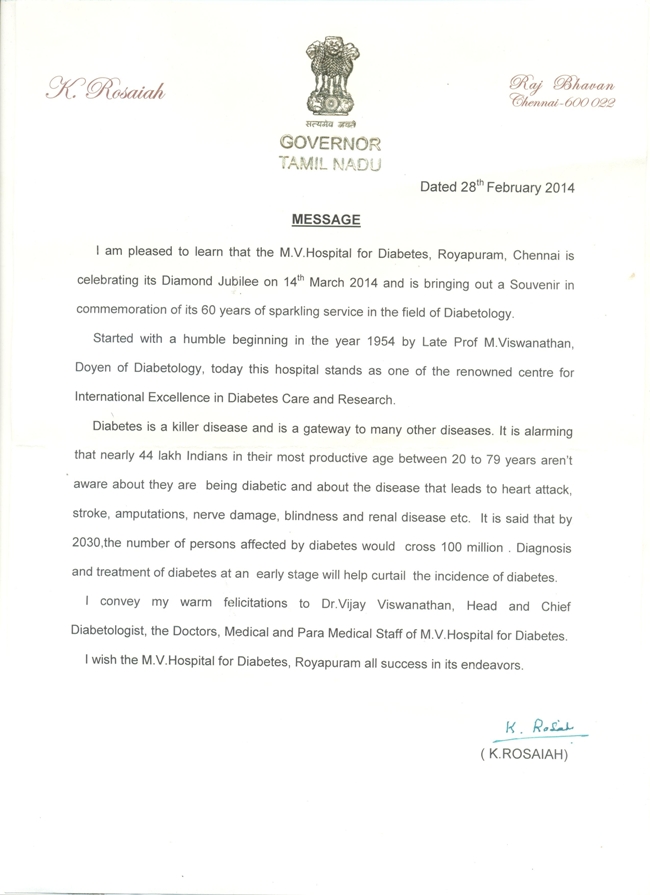 K. Rosaiah
सत्यमेव जयते
GOVERNOR
TAMIL NADU
Raj Bhavan
Chennai-600 022
Dated 28th February 2014
MESSAGE
I am pleased to learn that the M.V.Hospital for Diabetes, Royapuram, Chennai is
celebrating its Diamond Jubilee on 14th March 2014 and is bringing out a Souvenir in
commemoration of its 60 years of sparkling service in the field of Diabetology.
Started with a humble beginning in the year 1954 by Late Prof M.Viswanathan,
Doyen of Diabetology, today this hospital stands as one of the renowned centre for
International Excellence in Diabetes Care and Research.
Diabetes is a killer disease and is a gateway to many other diseases. It is alarming
that nearly 44 lakh Indians in their most productive age between 20 to 79 years aren't
aware about they are being diabetic and about the disease that leads to heart attack,
stroke, amputations, nerve damage, blindness and renal disease etc. It is said that by
2030,the number of persons affected by diabetes would cross 100 million . Diagnosis
and treatment of diabetes at an early stage will help curtail the incidence of diabetes.
I convey my warm felicitations to Dr.Vijay Viswanathan, Head and Chief
Diabetologist, the Doctors, Medical and Para Medical Staff of M.V.Hospital for Diabetes.
I wish the M.V.Hospital for Diabetes, Royapuram all success in its endeavors.
K. Rosaiah
( K.ROSAIAH)